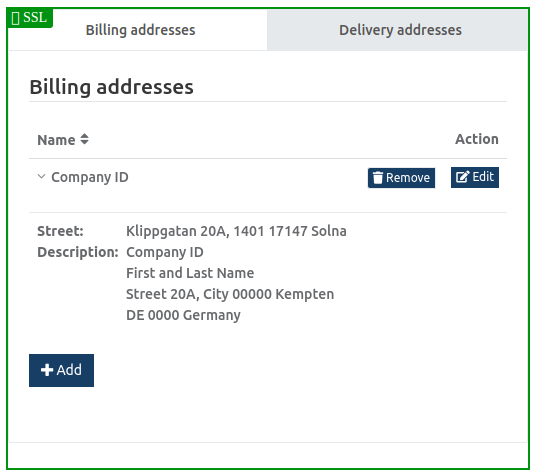 SSL
Billing addresses
Delivery addresses
Billing addresses
Name
Action
Company ID
Remove
Edit
Street: Klippgatan 20A, 1401 17147 Solna
Description: Company ID
First and Last Name
Street 20A, City 00000 Kempten
DE 0000 Germany
Add